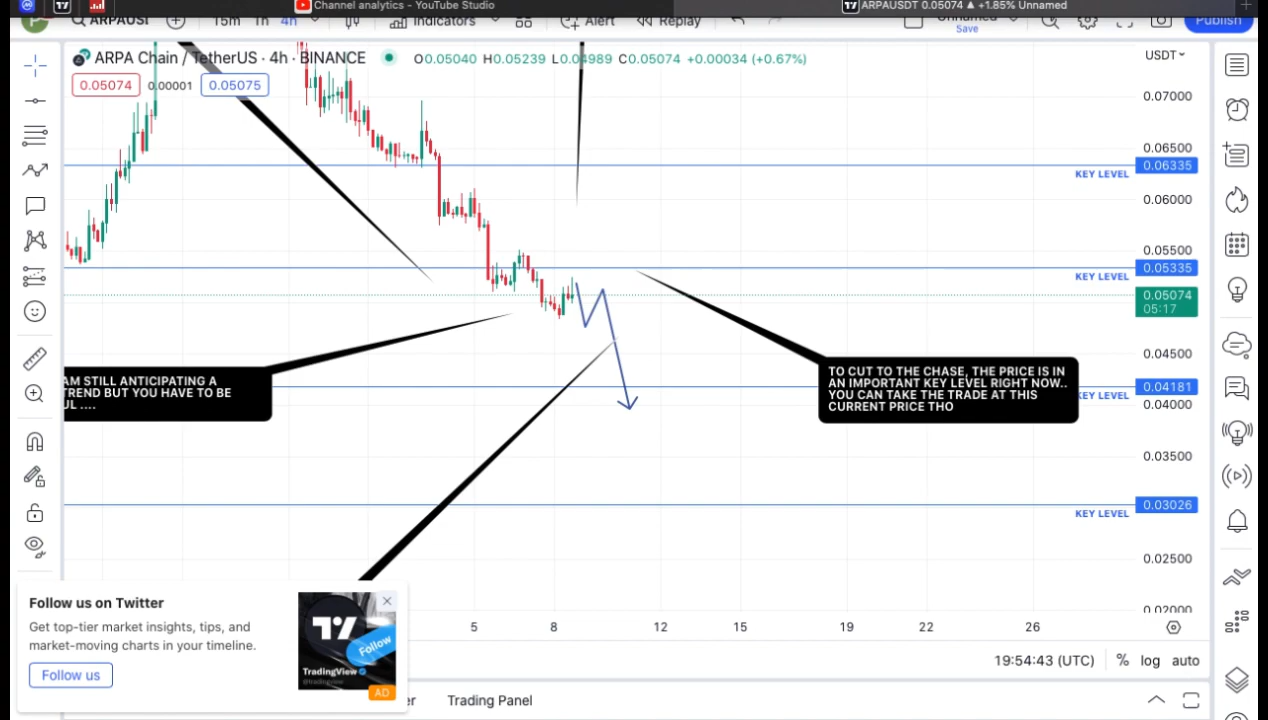 Channel analytics - YouTube Studio
ARPAUSDT 0.05074 ▲ +1.85% Unnamed
ARPAUSI
15m 1h 4h
Indicators
Alert
Replay
Unnamed
Save
Publish
ARPA Chain / TetherUS · 4h · BINANCE
O0.05040 H0.05239 L0.04989 C0.05074 +0.00034 (+0.67%)
USDT
0.05074 0.00001 0.05075
0.07000
0.06500
0.06335
KEY LEVEL
0.06000
0.05500
0.05335
KEY LEVEL
0.05074
05:17
0.04500
0.04181
KEY LEVEL
0.04000
0.03500
0.03026
KEY LEVEL
0.02500
0.02000
AM STILL ANTICIPATING A
TREND BUT YOU HAVE TO BE
UL ....
TO CUT TO THE CHASE, THE PRICE IS IN
AN IMPORTANT KEY LEVEL RIGHT NOW..
YOU CAN TAKE THE TRADE AT THIS
CURRENT PRICE THO
5 8 12 15 19 22 26
Follow us on Twitter
Get top-tier market insights, tips, and
market-moving charts in your timeline.
Follow us
Follow
TradingView
@tradingview
AD
19:54:43 (UTC) % log auto
er
Trading Panel